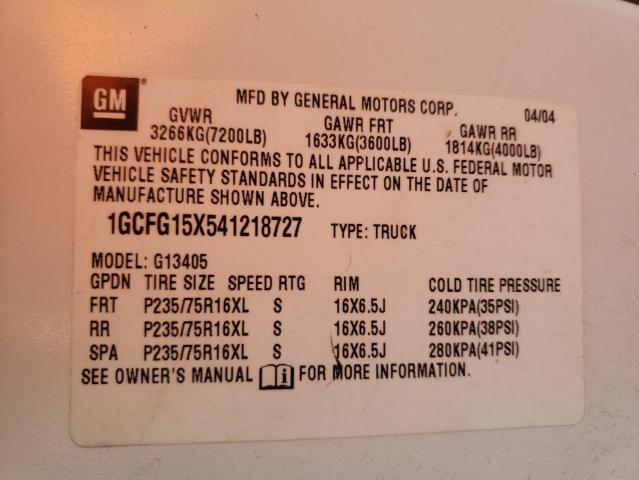 GM ®
MFD BY GENERAL MOTORS CORP. 04/04
GVWR GAWR FRT GAWR RR
3266KG(7200LB) 1633KG(3600LB) 1814KG(4000LB)
THIS VEHICLE CONFORMS TO ALL APPLICABLE U.S. FEDERAL MOTOR
VEHICLE SAFETY STANDARDS IN EFFECT ON THE DATE OF
MANUFACTURE SHOWN ABOVE.
1GCFG15X541218727 TYPE: TRUCK
MODEL: G13405
GPDN TIRE SIZE SPEED RTG RIM COLD TIRE PRESSURE
FRT P235/75R16XL S 16X6.5J 240KPA(35PSI)
RR P235/75R16XL S 16X6.5J 260KPA(38PSI)
SPA P235/75R16XL S 16X6.5J 280KPA(41PSI)
SEE OWNER'S MANUAL i FOR MORE INFORMATION.